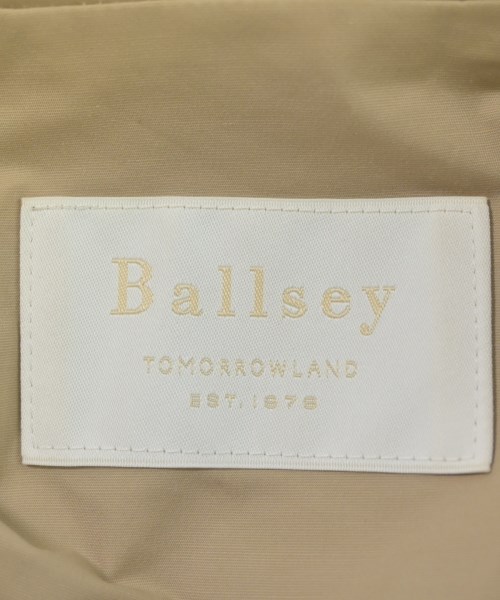 Ballsey
TOMORROWLAND
EST. 1978